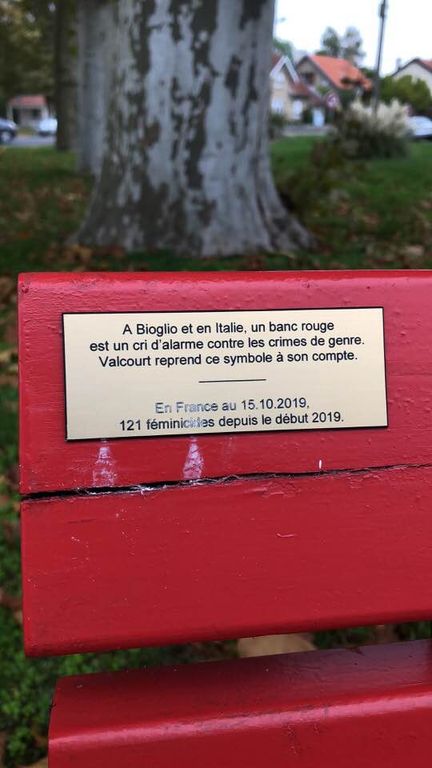 A Bioglio et en Italie, un banc rouge
est un cri d'alarme contre les crimes de genre.
Valcourt reprend ce symbole à son compte.
En France au 15.10.2019,
121 féminicides depuis le début 2019.